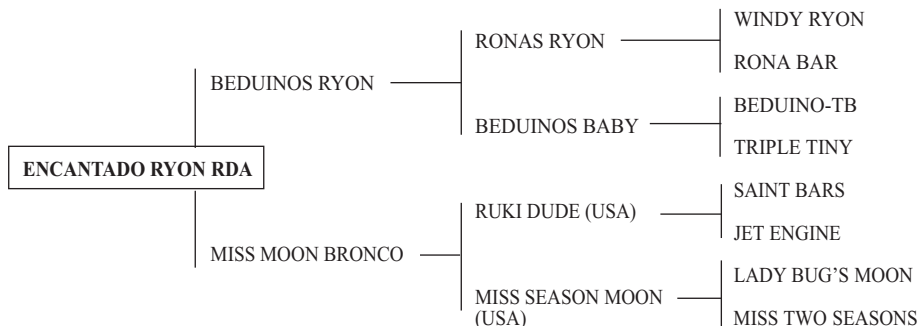 WINDY RYON
RONAS RYON
RONA BAR
BEDUINOS RYON
BEDUINO-TB
BEDUINOS BABY
TRIPLE TINY
ENCANTADO RYON RDA
SAINT BARS
RUKI DUDE (USA)
JET ENGINE
MISS MOON BRONCO
LADY BUG'S MOON
MISS SEASON MOON
(USA)
MISS TWO SEASONS